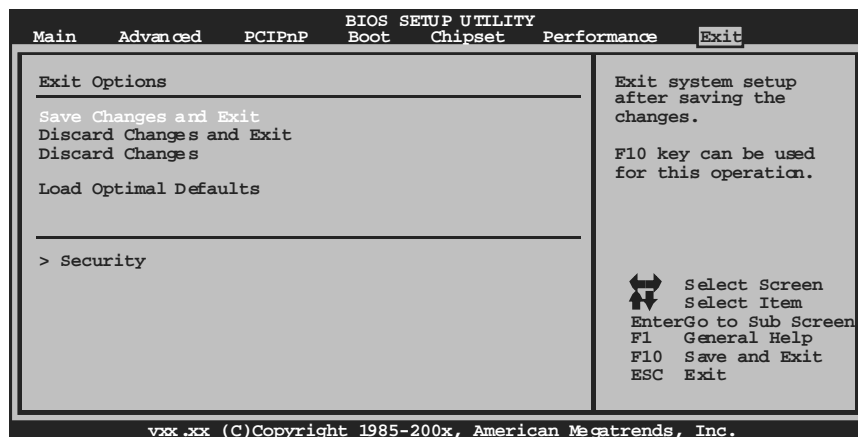 BIOS SETUP UTILITY
Main Advanced PCIPnP Boot Chipset Performance Exit
Exit Options
Save Changes and Exit
Discard Changes and Exit
Discard Changes
Load Optimal Defaults
> Security
Exit system setup
after saving the
changes.
F10 key can be used
for this operation.
Select Screen
Select Item
EnterGo to Sub Screen
F1 General Help
F10 Save and Exit
ESC Exit
vxx.xx (C)Copyright 1985-200x, American Megatrends, Inc.